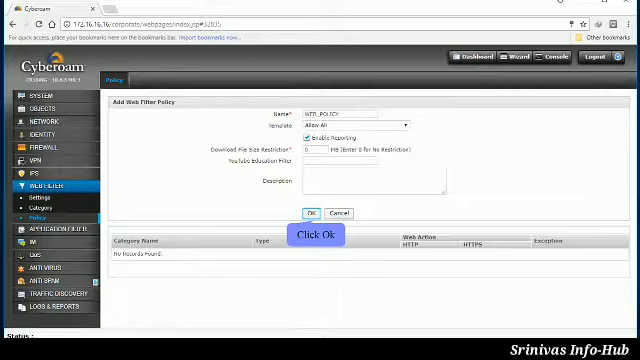 Cyberoam
172.16.16.16/corporate/webpages/index.jsp#32835
For quick access, place your bookmarks here on the bookmarks bar. Import bookmarks now...
Other bookmarks
Cyberoam
Dashboard
Wizard
Console
Logout
Policy
SYSTEM
OBJECTS
NETWORK
IDENTITY
FIREWALL
VPN
IPS
WEB FILTER
Settings
Category
Policy
APPLICATION FILTER
IM
QoS
ANTI VIRUS
ANTI SPAM
TRAFFIC DISCOVERY
LOGS & REPORTS
Add Web Filter Policy
Name* WEB_POLICY
Template Allow All
Enable Reporting
Download File Size Restriction* 0 MB (Enter 0 for No Restriction)
YouTube Education Filter
Description
OK Cancel
Click Ok
Category Name Type Web Action Exception
HTTP HTTPS
No Records Found.
Status :
Srinivas Info-Hub